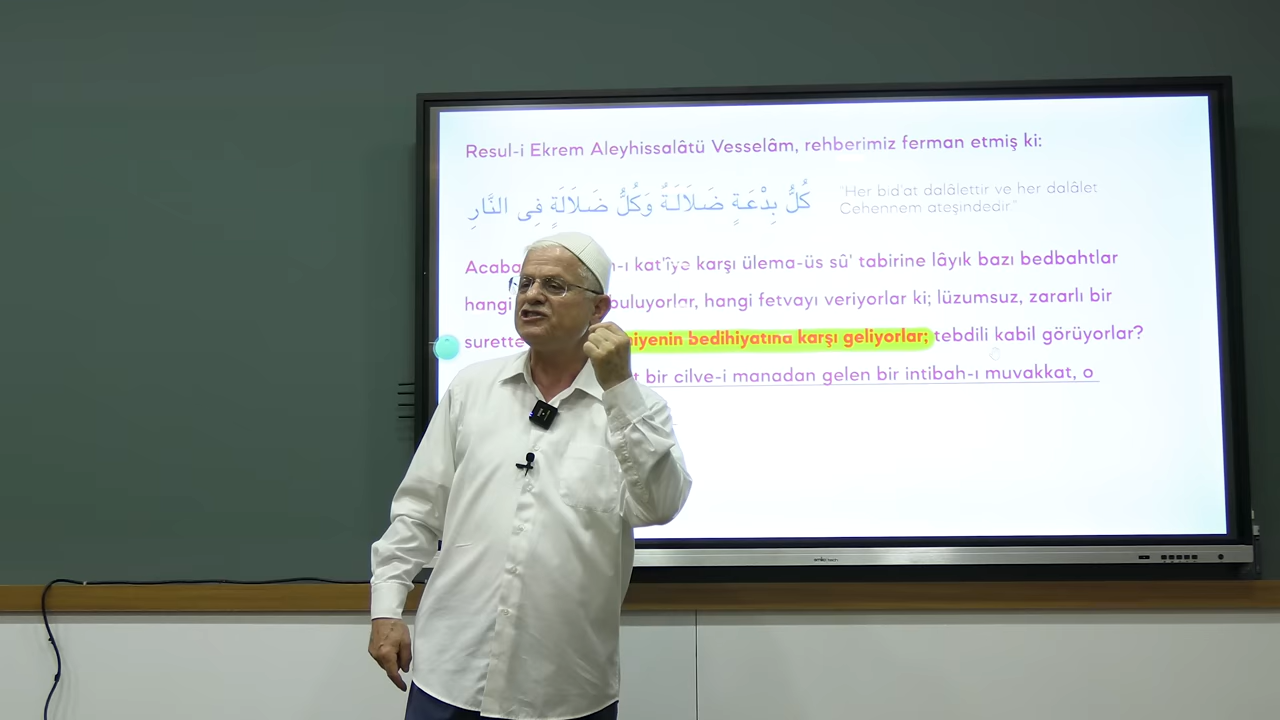 Resul-i Ekrem Aleyhissalâtü Vesselâm, rehberimiz ferman etmiş ki:
كُلُّ بِدْعَةٍ ضَلَالَةٌ وَكُلُّ ضَلَالَةٍ فِى النَّارِ
"Her bid'at dalâlettir ve her dalâlet
Cehennem ateşindedir."
Acaba -ı kat'îye karşı ülema-üs sû' tabirine lâyık bazı bedbahtlar
hangi buluyorlar, hangi fetvayı veriyorlar ki; lüzumsuz, zararlı bir
surette niyenin bedihiyatına karşı geliyorlar; tebdili kabil görüyorlar?
bir cilve-i manadan gelen bir intibah-ı muvakkat, o